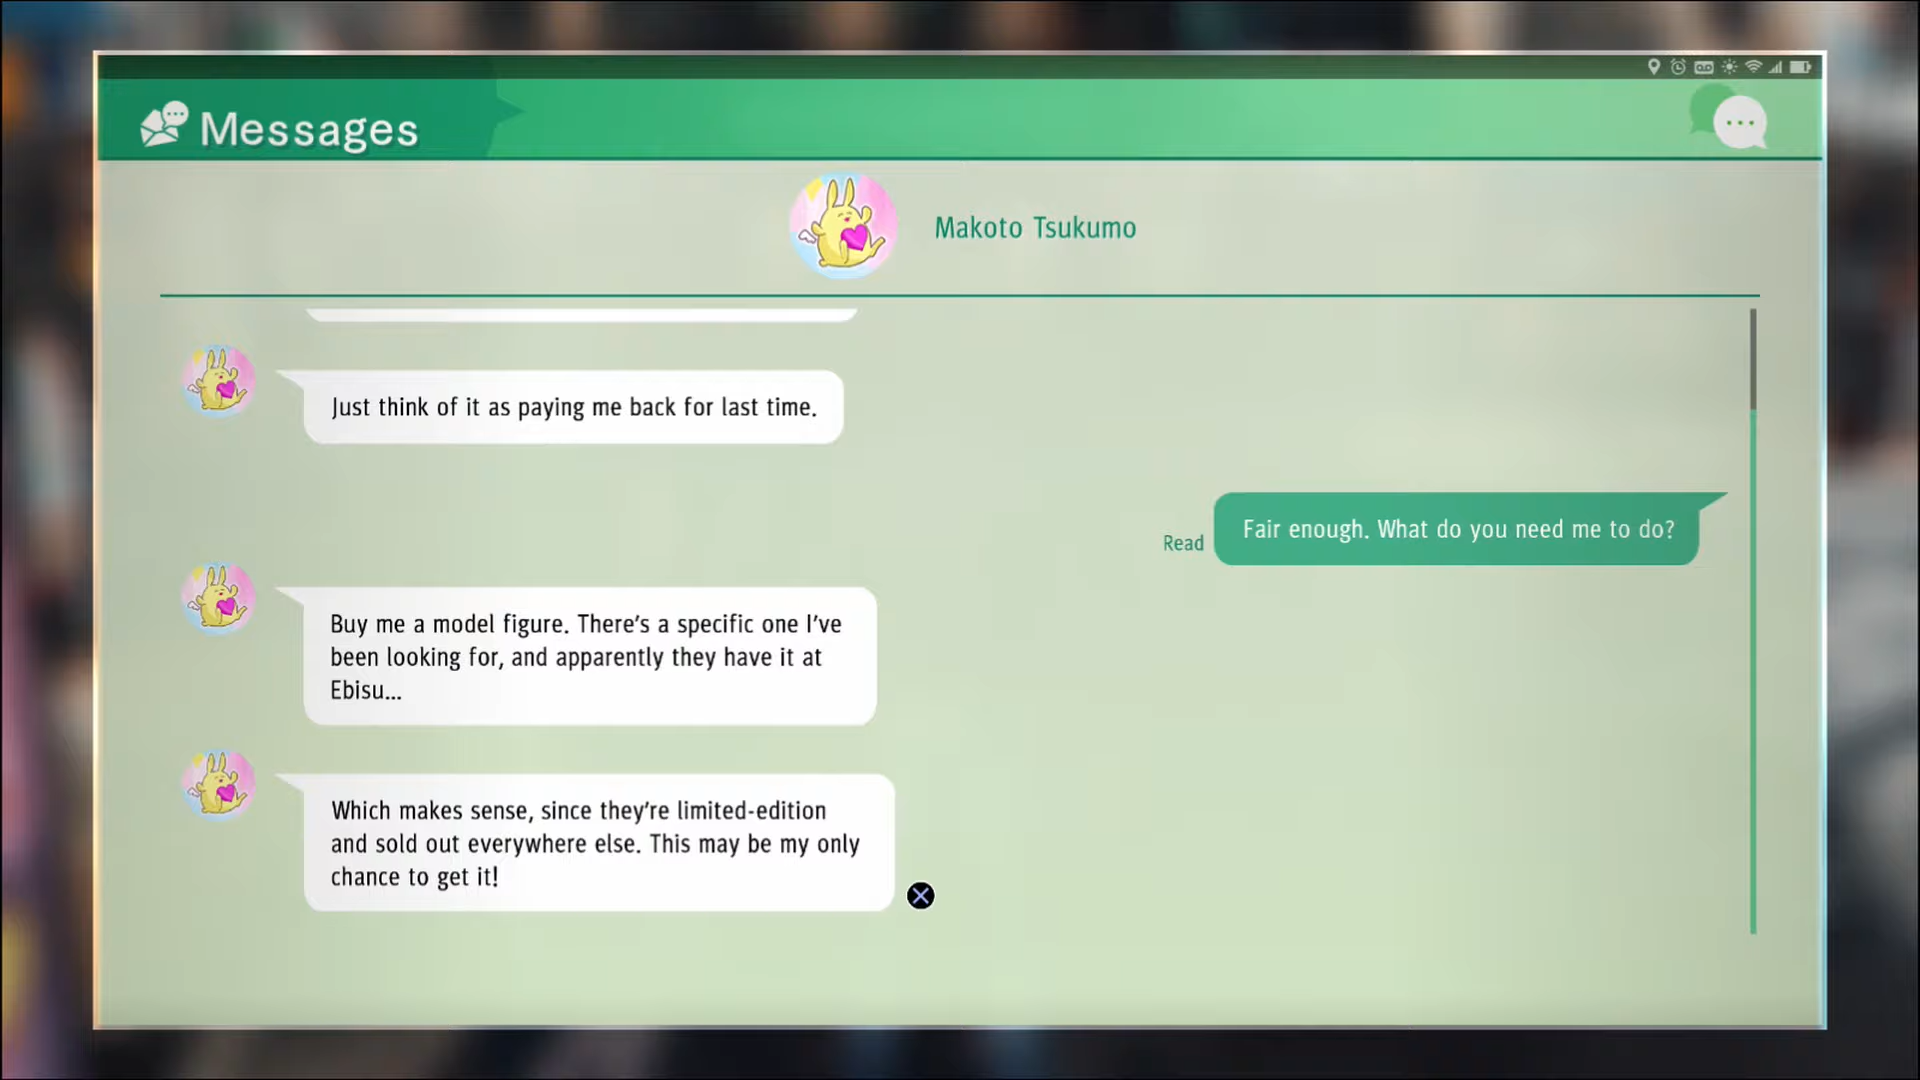 Messages
Makoto Tsukumo
Just think of it as paying me back for last time.
Fair enough. What do you need me to do?
Read
Buy me a model figure. There's a specific one I've
been looking for, and apparently they have it at
Ebisu...
Which makes sense, since they're limited-edition
and sold out everywhere else. This may be my only
chance to get it!